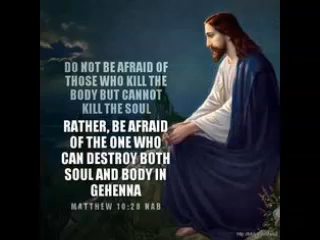 DO NOT BE AFRAID OF
THOSE WHO KILL THE
BODY BUT CANNOT
KILL THE SOUL
RATHER, BE AFRAID
OF THE ONE WHO
CAN DESTROY BOTH
SOUL AND BODY IN
GEHENNA
MATTHEW 10:28 NAB